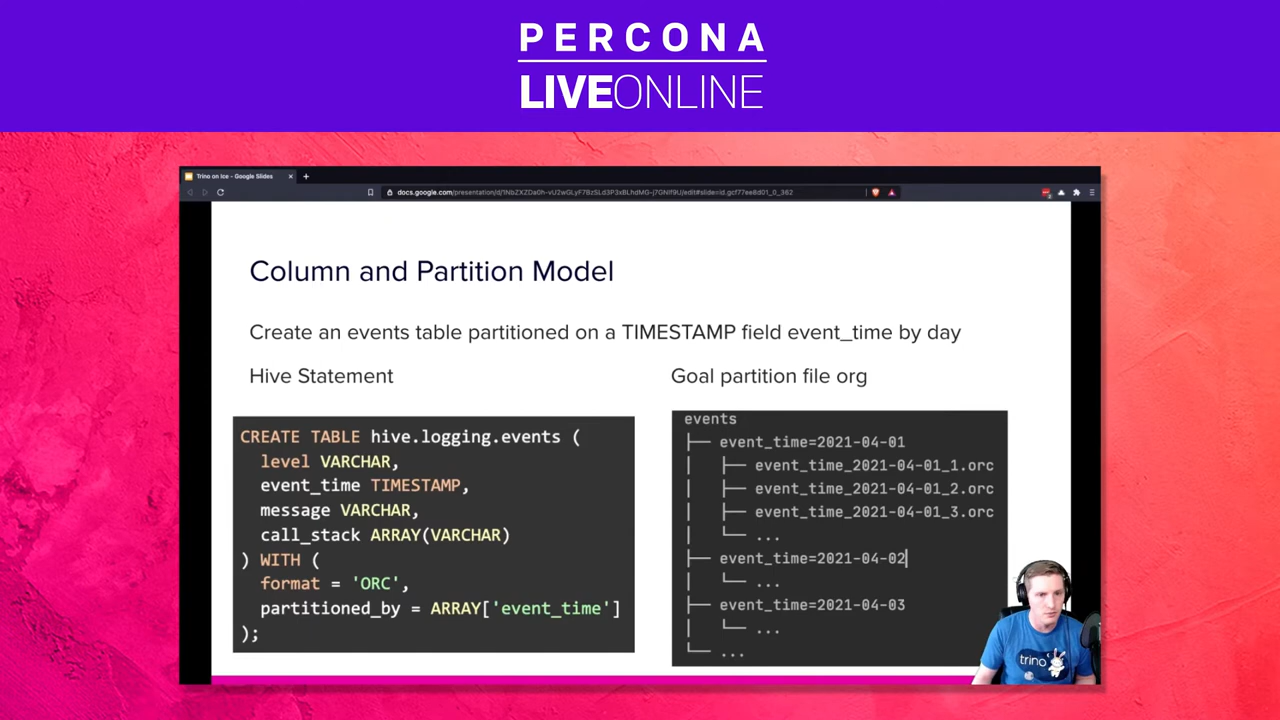 PERCONA
LIVEONLINE
Trino on Ice - Google Slides
Column and Partition Model
Create an events table partitioned on a TIMESTAMP field event_time by day
Hive Statement
Goal partition file org
CREATE TABLE hive.logging.events (
level VARCHAR,
event_time TIMESTAMP,
message VARCHAR,
call_stack ARRAY(VARCHAR)
) WITH (
format = 'ORC',
partitioned_by = ARRAY['event_time']
);
events
├── event_time=2021-04-01
│ ├── event_time_2021-04-01_1.orc
│ ├── event_time_2021-04-01_2.orc
│ ├── event_time_2021-04-01_3.orc
│ └── ...
├── event_time=2021-04-02
│ └── ...
├── event_time=2021-04-03
│ └── ...
└── ...
trino